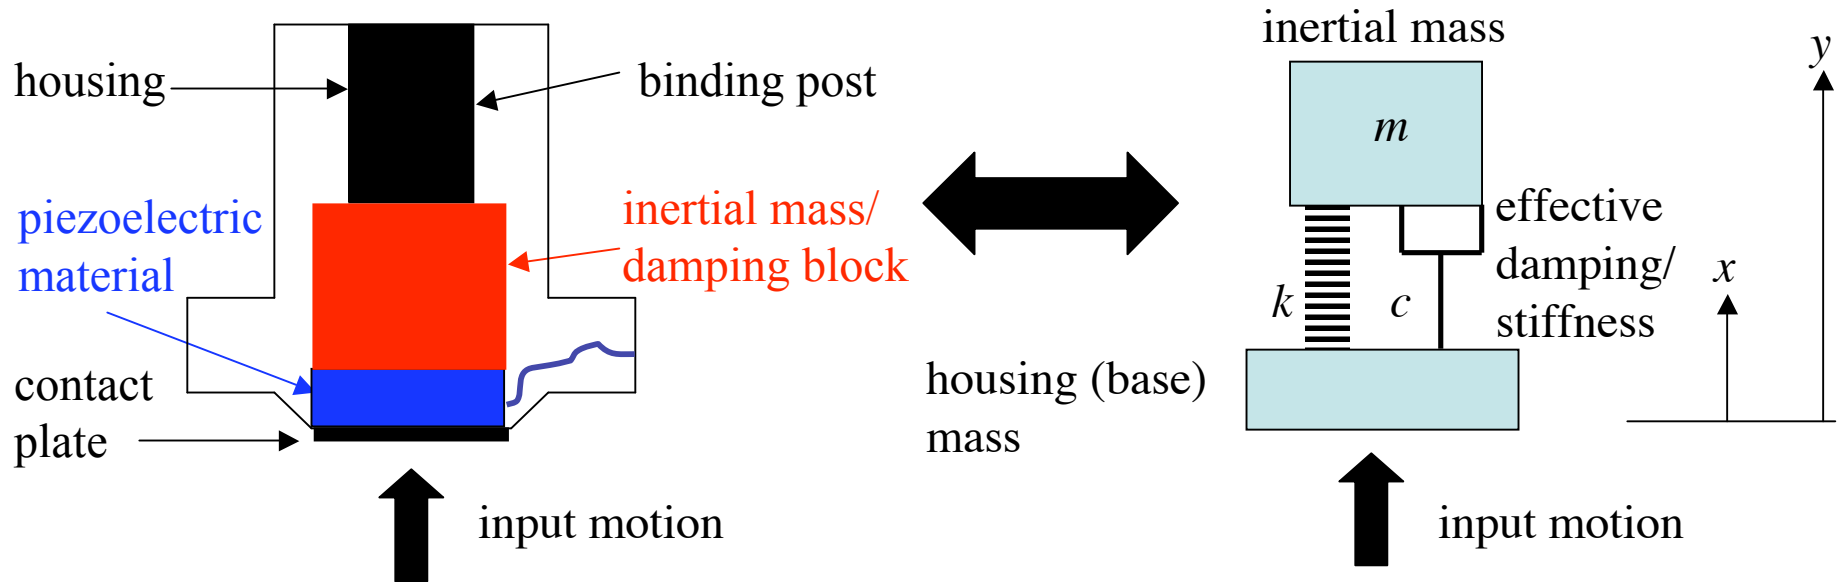 housing
binding post
piezoelectric
material
inertial mass/
damping block
contact
plate
input motion
inertial mass
m
y
effective
damping/
stiffness
x
k
c
housing (base)
mass
input motion